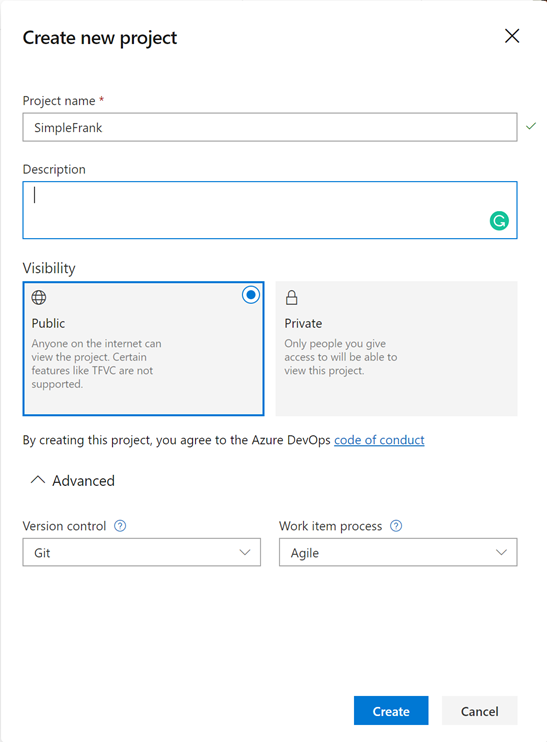 Create new project
Project name *
SimpleFrank
Description
Visibility
Public
Anyone on the internet can
view the project. Certain
features like TFVC are not
supported.
Private
Only people you give
access to will be able to
view this project.
By creating this project, you agree to the Azure DevOps code of conduct
Advanced
Version control ?
Git
Work item process ?
Agile
Create
Cancel